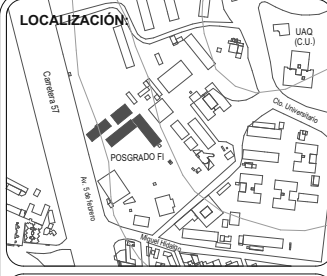 LOCALIZACIÓN:
UAQ
(C.U.)
Carretera 57
Cto. Universitario
POSGRADO FI
Av. 5 de febrero
Miguel Hidalgo